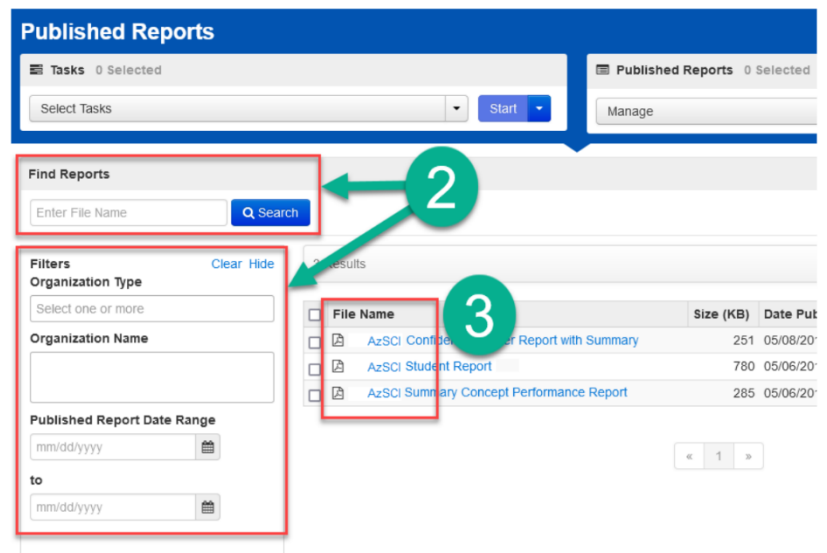 Published Reports
Tasks 0 Selected
Published Reports 0 Selected
Select Tasks
Start
Manage
Find Reports
2
Enter File Name
Search
Filters Clear Hide
Results
Organization Type
Select one or more
3
File Name Size (KB) Date Pub
Organization Name
AzSCI Report with Summary 251 05/08/20
AzSCI Student Report 780 05/06/20
AzSCI Summary Concept Performance Report 285 05/06/20
Published Report Date Range
mm/dd/yyyy
« 1 »
to
mm/dd/yyyy